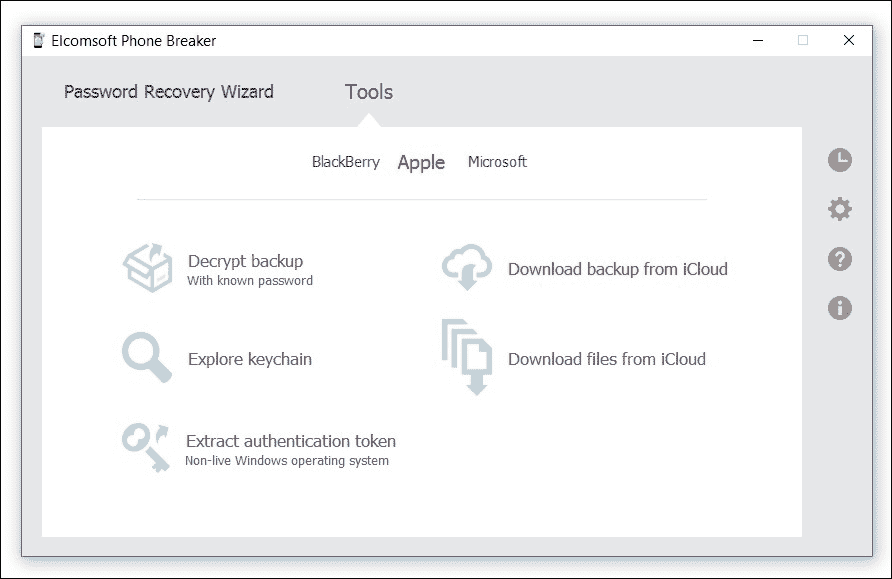 Elcomsoft Phone Breaker
Password Recovery Wizard
Tools
BlackBerry
Apple
Microsoft
Decrypt backup
With known password
Download backup from iCloud
Explore keychain
Download files from iCloud
Extract authentication token
Non-live Windows operating system